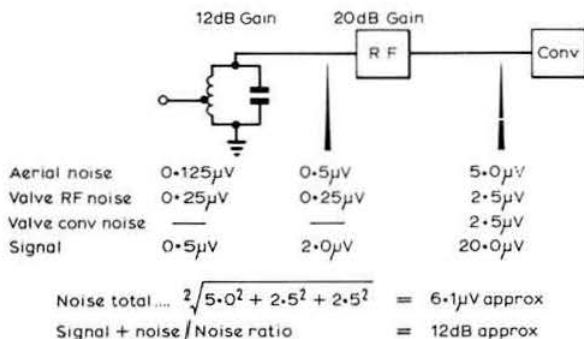 12dB Gain 20dB Gain
RF Conv
Aerial noise 0·125µV 0·5µV 5·0µV
Valve RF noise 0·25µV 0·25µV 2·5µV
Valve conv noise — — 2·5µV
Signal 0·5µV 2·0µV 20·0µV
Noise total.... ²√5·0² + 2·5² + 2·5² = 6·1µV approx
Signal + noise / Noise ratio = 12dB approx